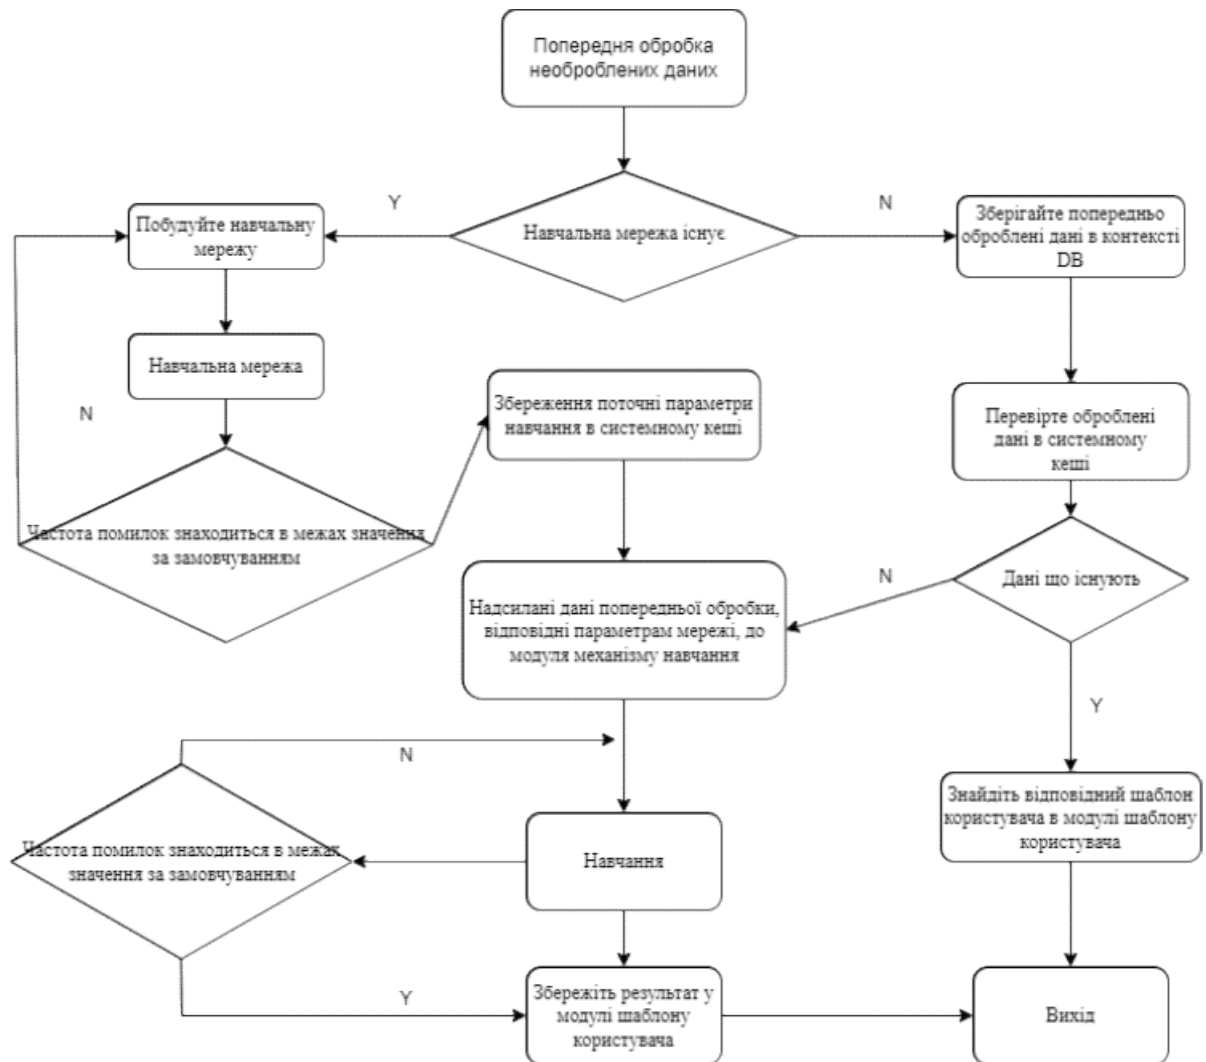 Попередня обробка
необроблених даних
Y
N
Навчальна мережа існує
Побудуйте навчальну
мережу
Зберігайте попередньо
оброблені дані в контексті
DB
Навчальна мережа
N
Збереження поточні параметри
навчання в системному кеші
Перевірте оброблені
дані в системному
кеші
Частота помилок знаходиться в межах значення
за замовчуванням
N
Дані що існують
Надсилані дані попередньої обробки,
відповідні параметрам мережі, до
модуля механізму навчання
Y
N
Знайдіть відповідний шаблон
користувача в модулі шаблону
користувача
Частота помилок знаходиться в межах
значення за замовчуванням
Навчання
Y
Збережіть результат у
модулі шаблону
користувача
Вихід